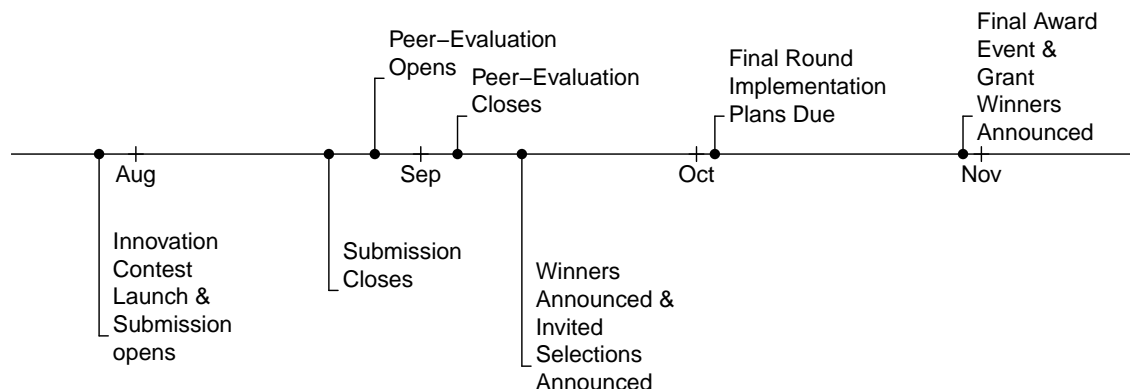 Peer−Evaluation
Opens
Peer−Evaluation
Closes
Final Round
Implementation
Plans Due
Final Award
Event &
Grant
Winners
Announced
Aug
Sep
Oct
Nov
Innovation
Contest
Launch &
Submission
opens
Submission
Closes
Winners
Announced &
Invited
Selections
Announced